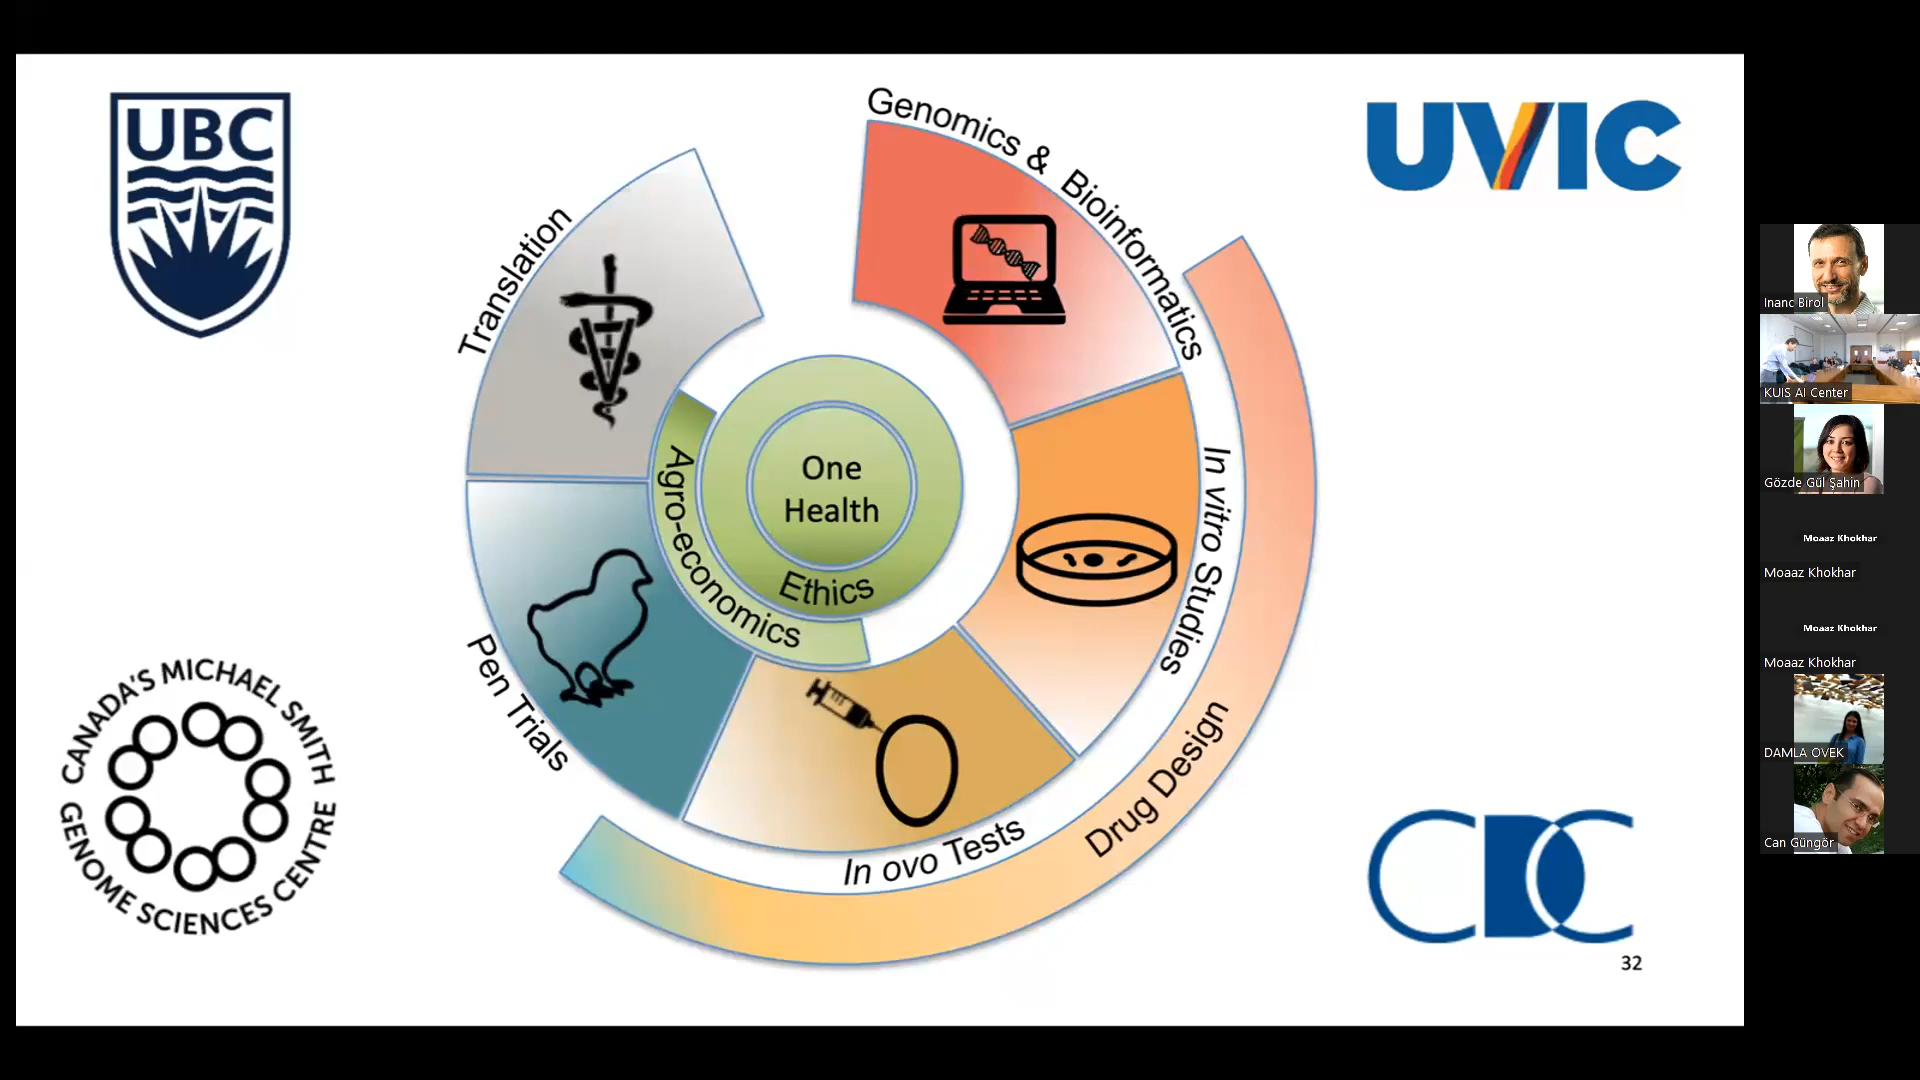 UBC
Genomics & Bioinformatics
UVIC
Translation
In vitro Studies
One
Health
Ethics
Agro-economics
Pen Trials
In ovo Tests
Drug Design
CANADA'S MICHAEL SMITH
GENOME SCIENCES CENTRE
CDC
32
Inanc Birol
KUIS AI Center
Gözde Gül Şahin
Moaaz Khokhar
Moaaz Khokhar
Moaaz Khokhar
Moaaz Khokhar
DAMLA OVEK
Can Güngör